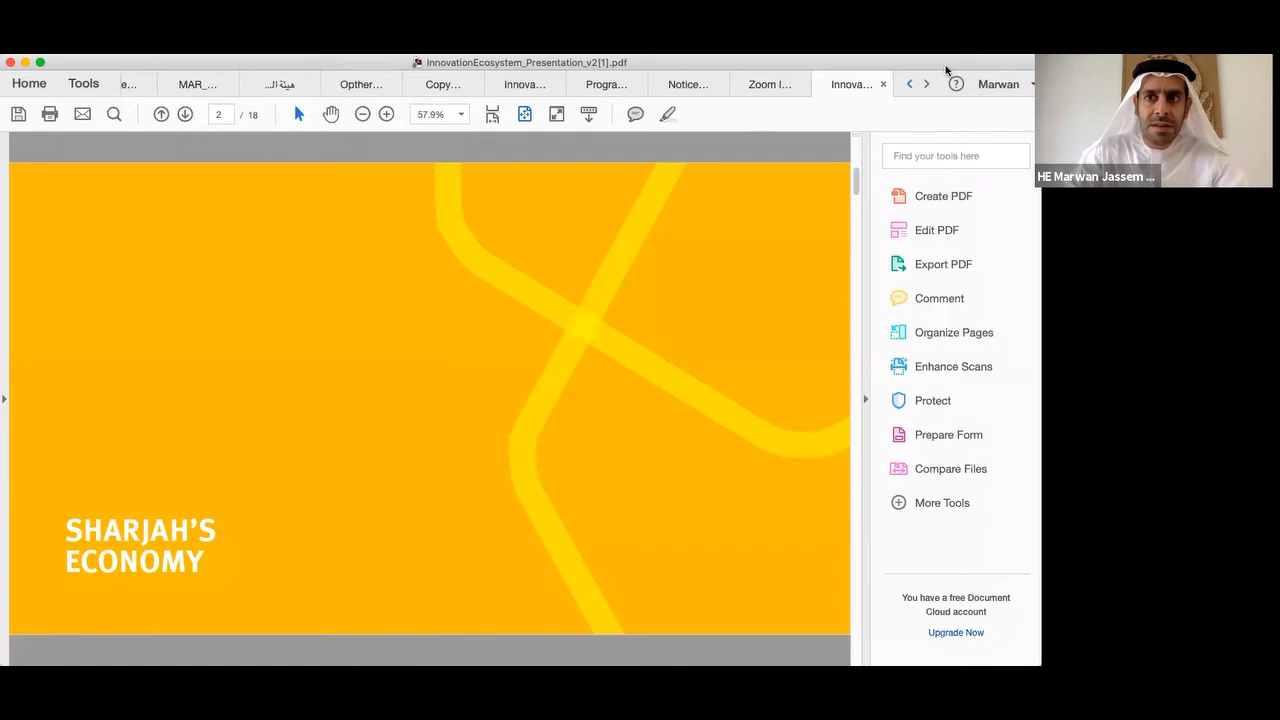 InnovationEcosystem_Presentation_v2[1].pdf
Home
Tools
e...
MAR_...
هيئة الـ...
Opther...
Copy...
Innova...
Progra...
Notice...
Zoom I...
Innova...
Marwan
2 / 18
57.9%
HE Marwan Jassem ...
Find your tools here
Create PDF
Edit PDF
Export PDF
Comment
Organize Pages
Enhance Scans
Protect
Prepare Form
Compare Files
More Tools
SHARJAH'S
ECONOMY
You have a free Document
Cloud account
Upgrade Now